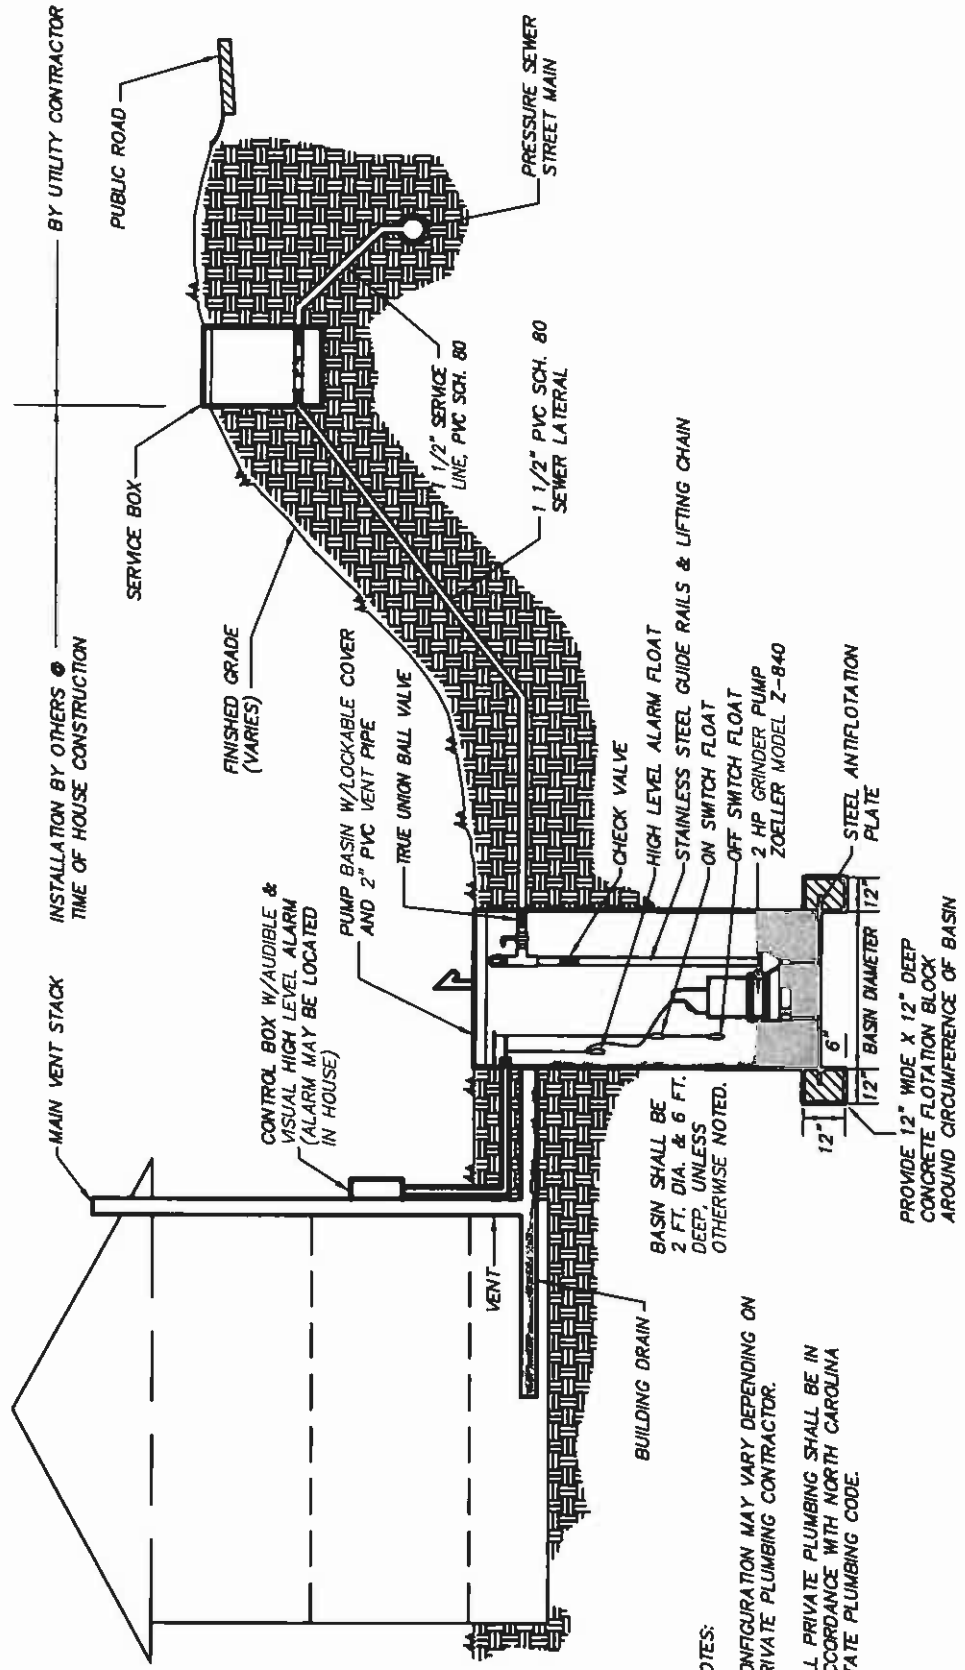 INSTALLATION BY OTHERS @
TIME OF HOUSE CONSTRUCTION
BY UTILITY CONTRACTOR
MAIN VENT STACK
SERVICE BOX
PUBLIC ROAD
FINISHED GRADE
(VARIES)
CONTROL BOX W/AUDIBLE &
VISUAL HIGH LEVEL ALARM
(ALARM MAY BE LOCATED
IN HOUSE)
PUMP BASIN W/LOCKABLE COVER
AND 2" PVC VENT PIPE
TRUE UNION BALL VALVE
1 1/2" SERVICE
LINE, PVC SCH. 80
PRESSURE SEWER
STREET MAIN
1 1/2" PVC SCH. 80
SEWER LATERAL
VENT
BUILDING DRAIN
CHECK VALVE
HIGH LEVEL ALARM FLOAT
STAINLESS STEEL GUIDE RAILS & LIFTING CHAIN
ON SWITCH FLOAT
OFF SWITCH FLOAT
2 HP GRINDER PUMP
ZOELLER MODEL Z-840
STEEL ANTIFLOTATION
PLATE
BASIN SHALL BE
2 FT. DIA. & 6 FT.
DEEP, UNLESS
OTHERWISE NOTED.
6"
12"
12"
BASIN DIAMETER
12"
PROVIDE 12" WIDE X 12" DEEP
CONCRETE FLOTATION BLOCK
AROUND CIRCUMFERENCE OF BASIN
OTES:
ONFIGURATION MAY VARY DEPENDING ON
RIVATE PLUMBING CONTRACTOR.
LL PRIVATE PLUMBING SHALL BE IN
CCORDANCE WITH NORTH CAROLINA
TATE PLUMBING CODE.